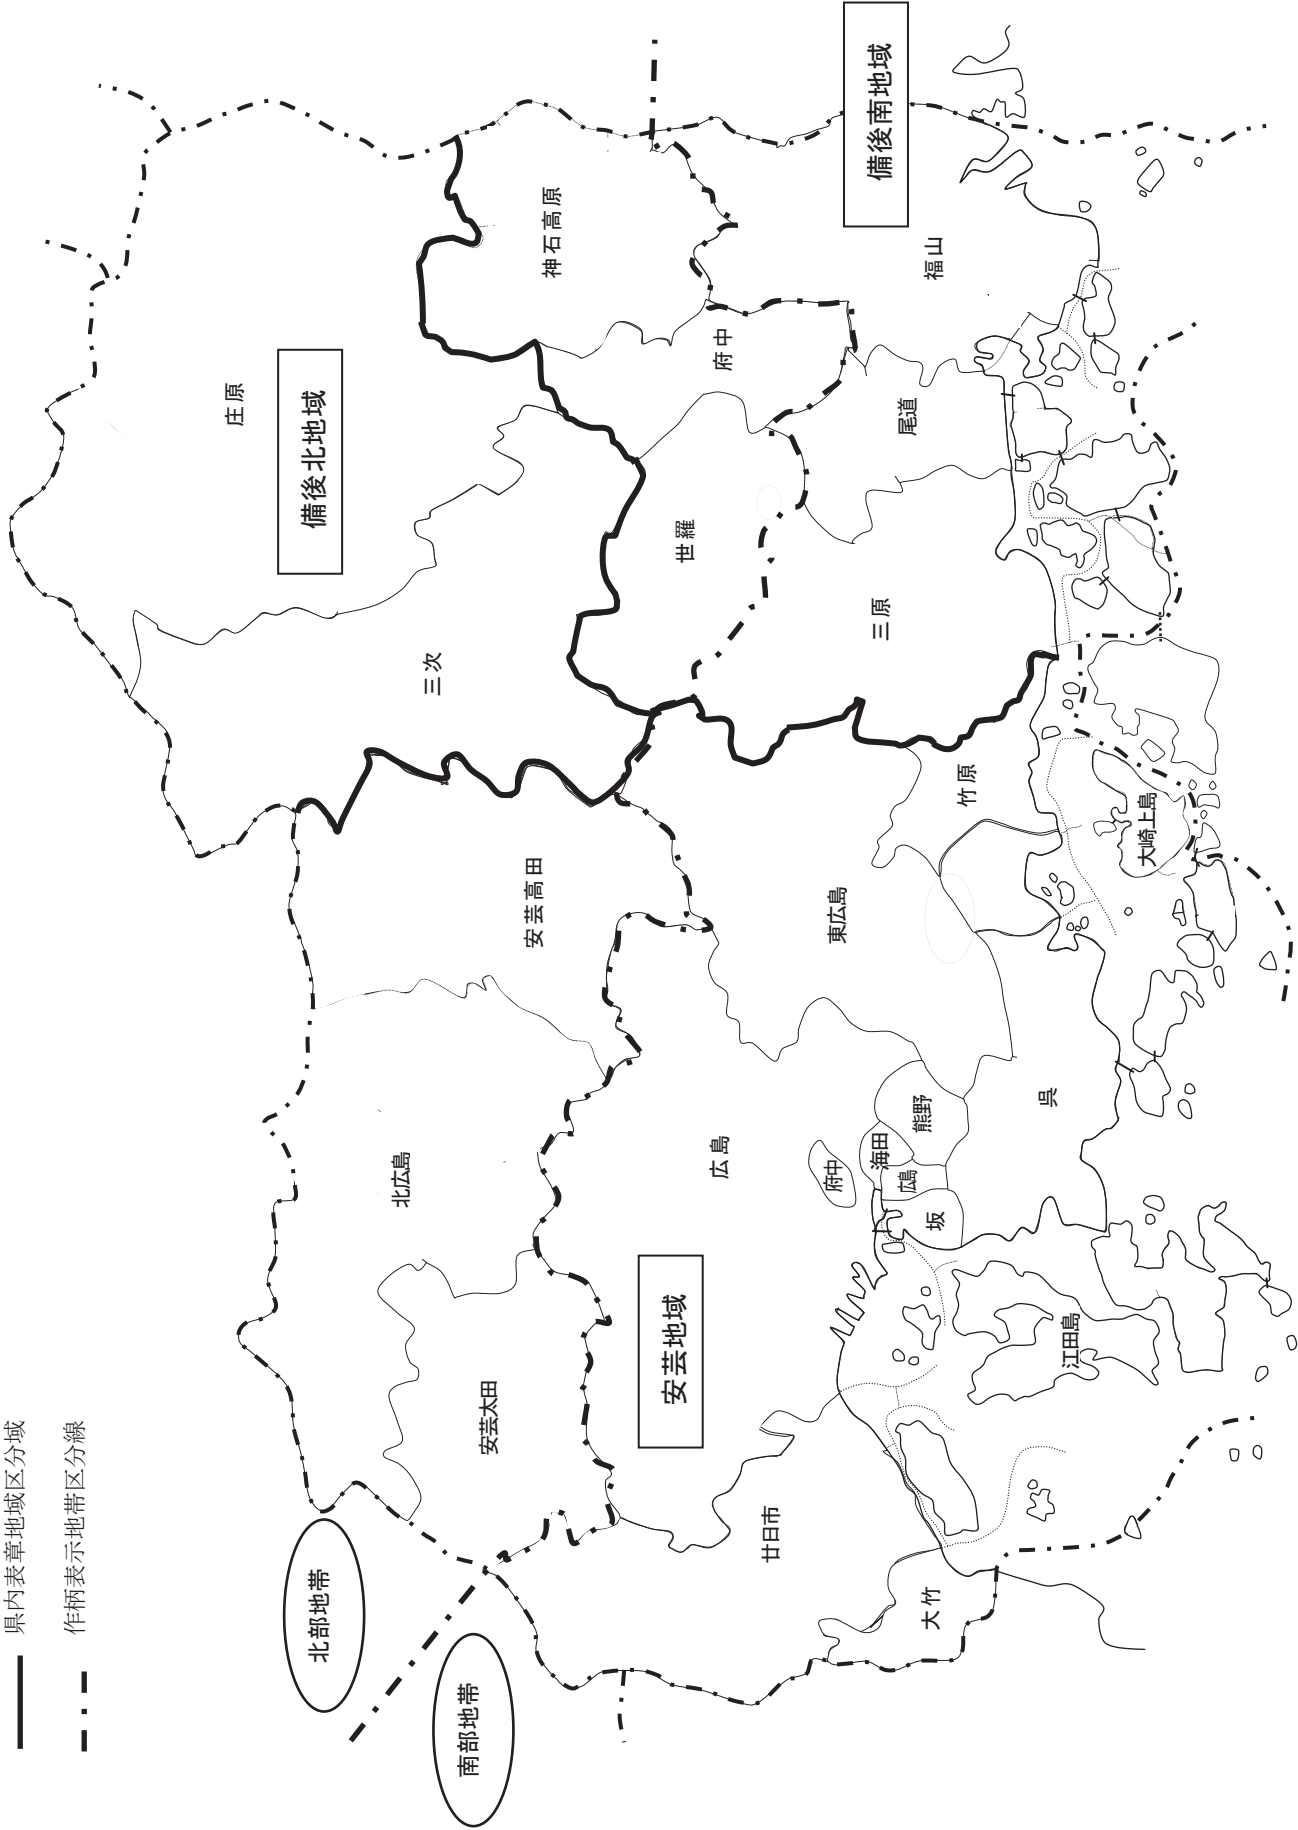 県内表章地域区分域
作柄表示地帯区分線
北部地帯
南部地帯
備後北地域
備後南地域
安芸地域
庄原
三次
神石高原
府中
世羅
福山
尾道
三原
安芸高田
北広島
安芸太田
広島
東広島
竹原
大崎上島
呉
熊野
海田
府中
広島
坂
江田島
廿日市
大竹